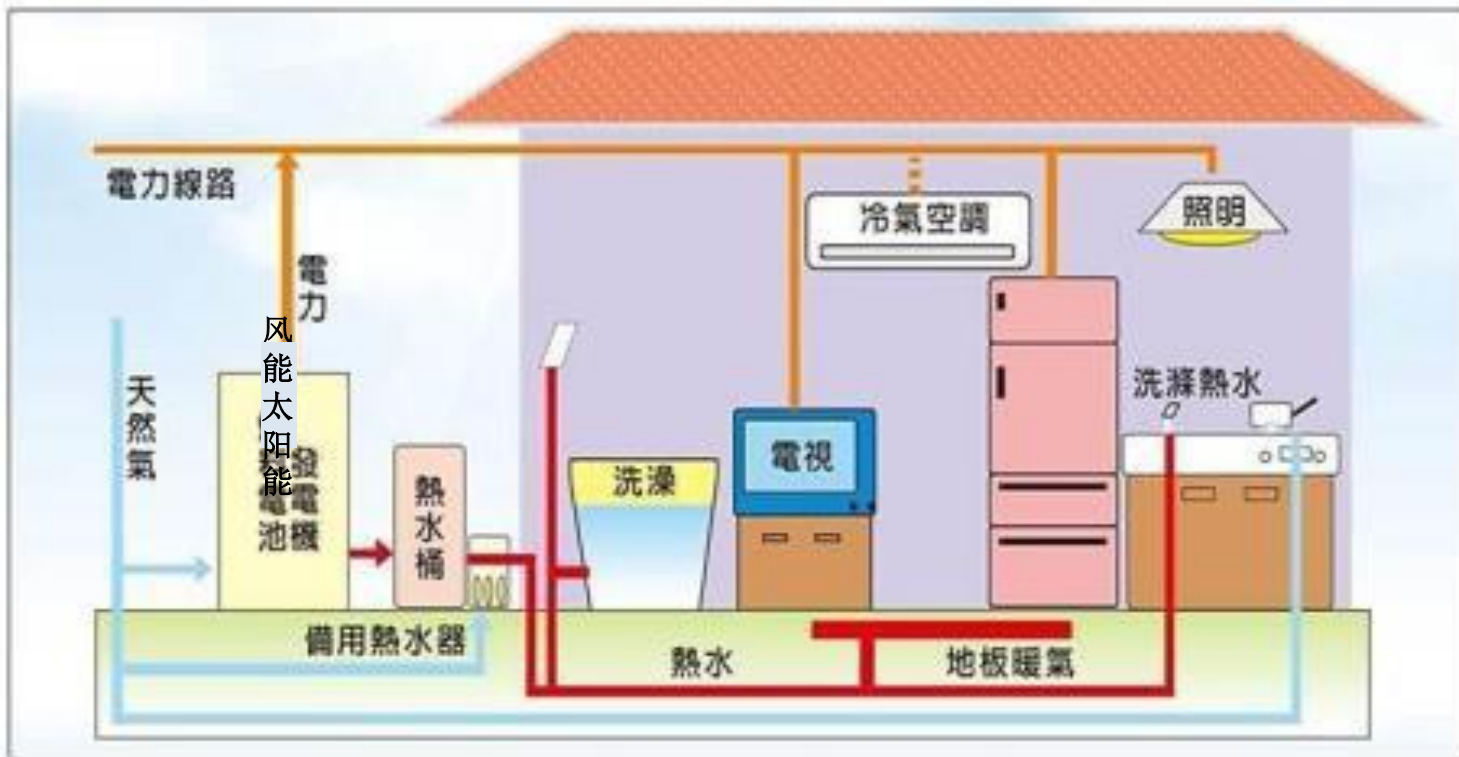 電力線路
電力
风能太阳能
天然氣
發電機
電池
熱水桶
備用熱水器
洗澡
電視
冷氣空調
照明
洗滌熱水
熱水
地板暖氣